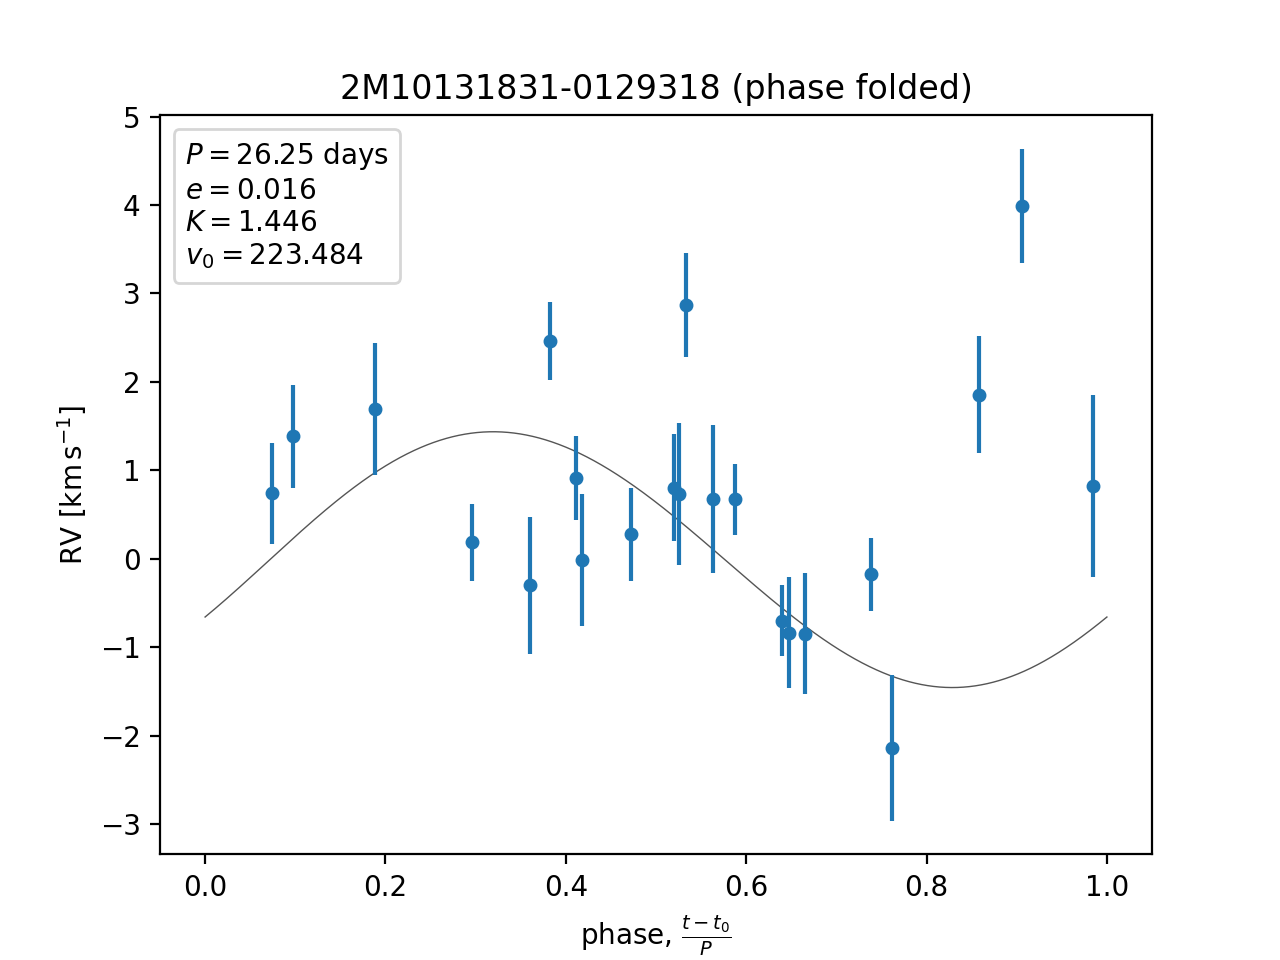 2M10131831-0129318 (phase folded)
P = 26.25 days
e = 0.016
K = 1.446
v₀ = 223.484
5
4
3
2
1
0
−1
−2
−3
RV [km s⁻¹]
0.0 0.2 0.4 0.6 0.8 1.0
phase, (t − t₀)/P